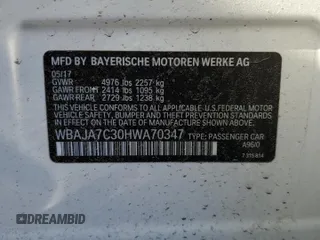 MFD BY BAYERISCHE MOTOREN WERKE AG
05/17
GVWR 4976 lbs 2257 kg
GAWR FRONT 2414 lbs 1095 kg
GAWR REAR 2729 lbs 1238 kg
THIS VEHICLE CONFORMS TO ALL APPLICABLE
U.S. FEDERAL MOTOR VEHICLE SAFETY, BUMPER,
AND THEFT PREVENTION STANDARDS IN EFFECT
ON THE DATE OF MANUFACTURE SHOWN ABOVE.
WBAJA7C30HWA70347
TYPE: PASSENGER CAR
A96/0
DREAMBID